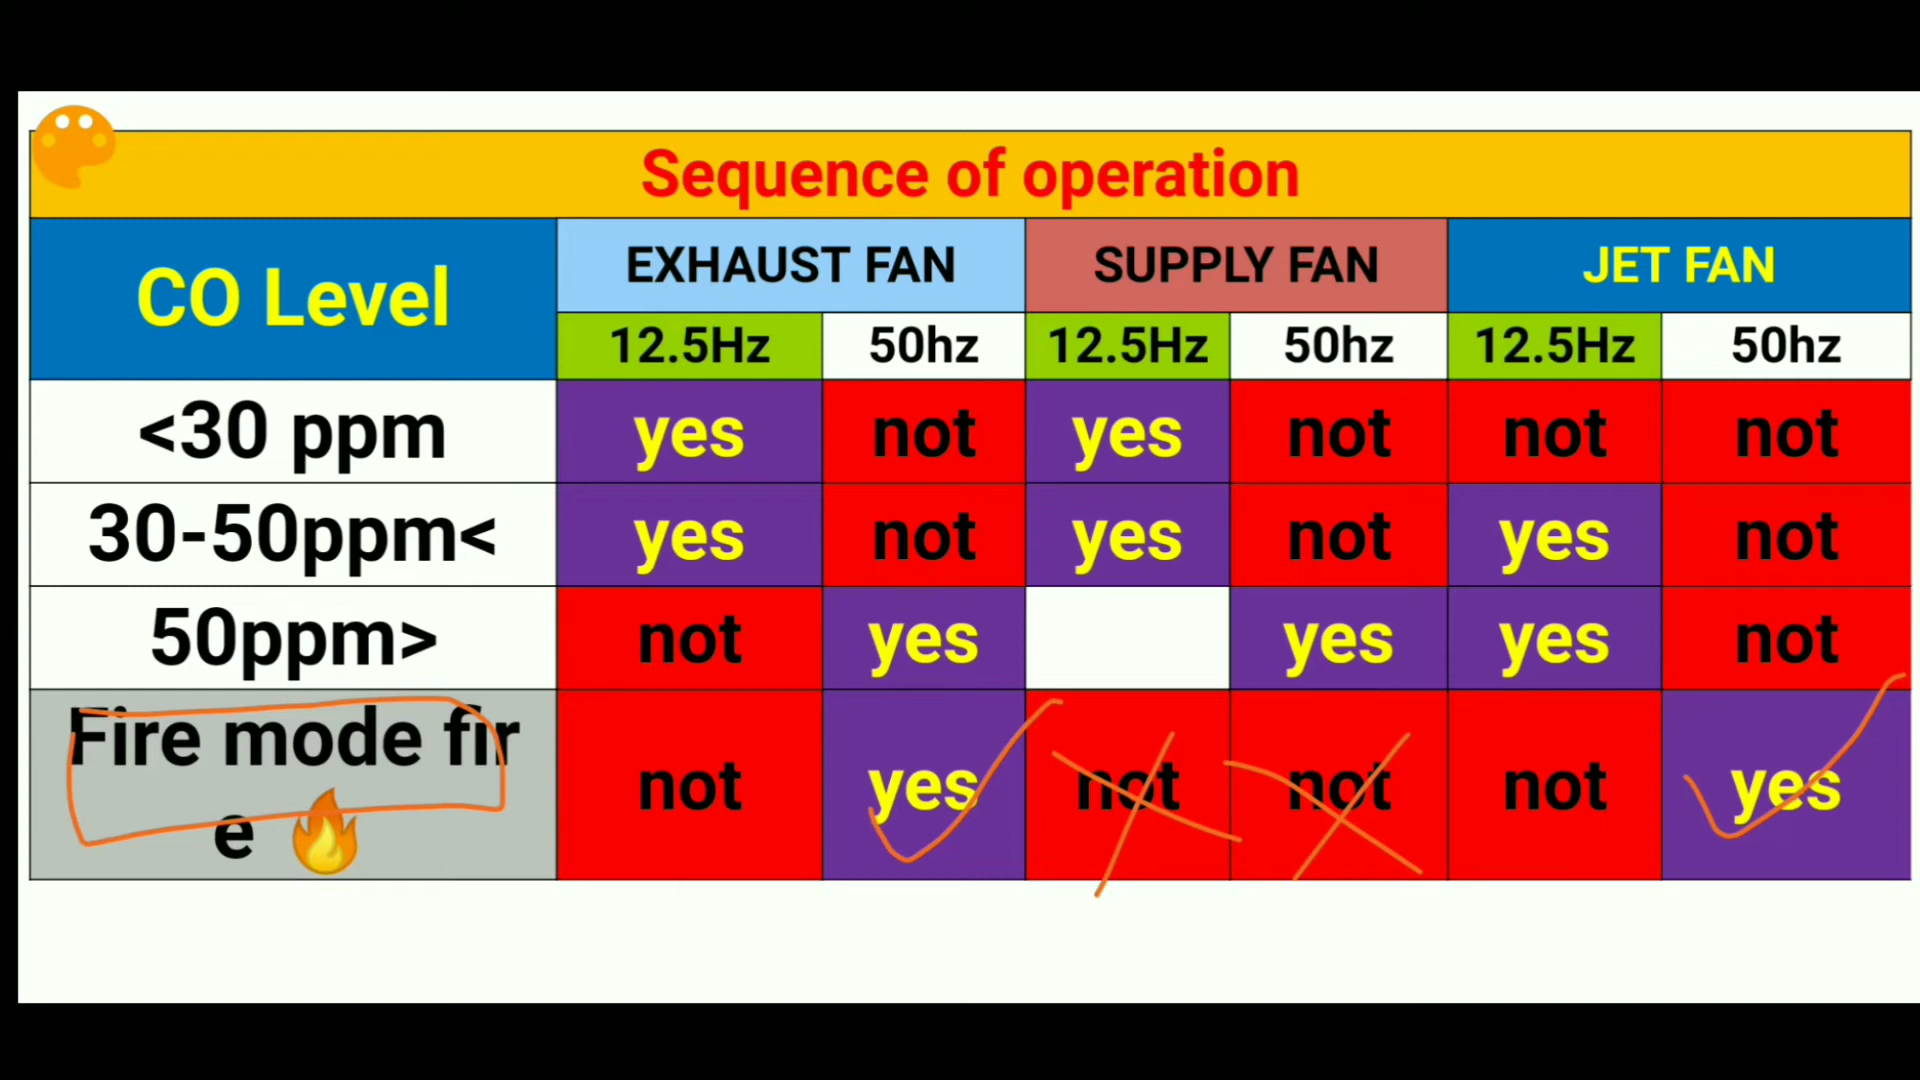 Sequence of operation
CO Level
EXHAUST FAN
SUPPLY FAN
JET FAN
12.5Hz
50hz
12.5Hz
50hz
12.5Hz
50hz
<30 ppm
yes
not
yes
not
not
not
30-50ppm<
yes
not
yes
not
yes
not
50ppm>
not
yes
yes
yes
not
Fire mode fir
e 🔥
not
yes
not
not
not
yes